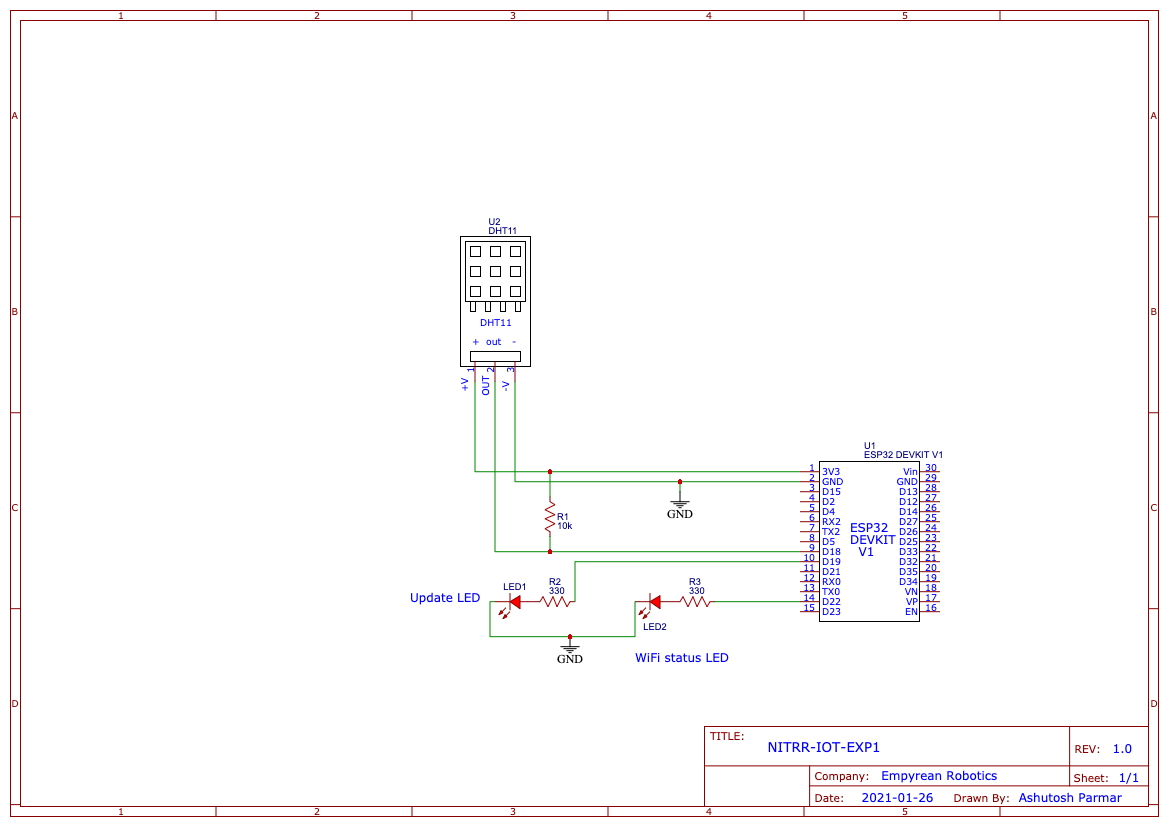 1 2 3 4 5
A A
B B
C C
D D
U2
DHT11
DHT11
+ out -
1 2 3
+V OUT -V
U1
ESP32 DEVKIT V1
1 3V3 Vin 30
2 GND GND 29
3 D15 D13 28
4 D2 D12 27
5 D4 D14 26
6 RX2 D27 25
7 TX2 D26 24
8 D5 D25 23
9 D18 D33 22
10 D19 D32 21
11 D21 D35 20
12 RX0 D34 19
13 TX0 VN 18
14 D22 VP 17
15 D23 EN 16
ESP32
DEVKIT
V1
GND
R1
10k
Update LED
LED1
R2
330
R3
330
LED2
GND
WiFi status LED
TITLE:
NITRR-IOT-EXP1
REV: 1.0
Company: Empyrean Robotics
Sheet: 1/1
Date: 2021-01-26 Drawn By: Ashutosh Parmar
1 2 3 4 5